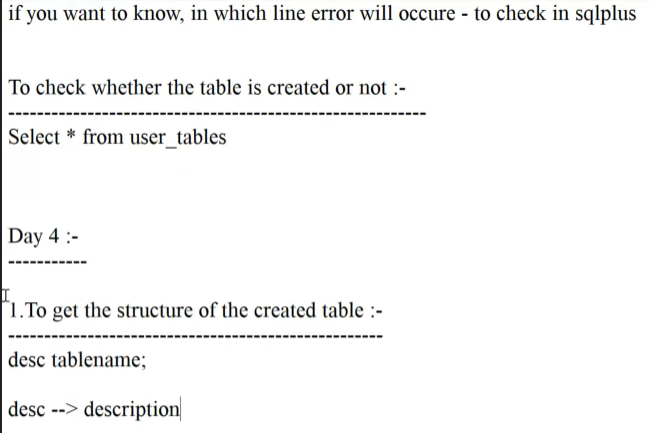 if you want to know, in which line error will occure - to check in sqlplus
To check whether the table is created or not :-
----------------------------------------------------------
Select * from user_tables
Day 4 :-
-----------
1.To get the structure of the created table :-
----------------------------------------------------
desc tablename;
desc --> description